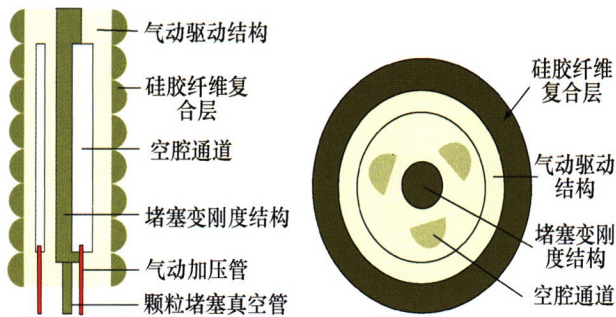 气动驱动结构
硅胶纤维复
合层
空腔通道
堵塞变刚度结构
气动加压管
颗粒堵塞真空管
硅胶纤维
复合层
气动驱动
结构
堵塞变刚
度结构
空腔通道